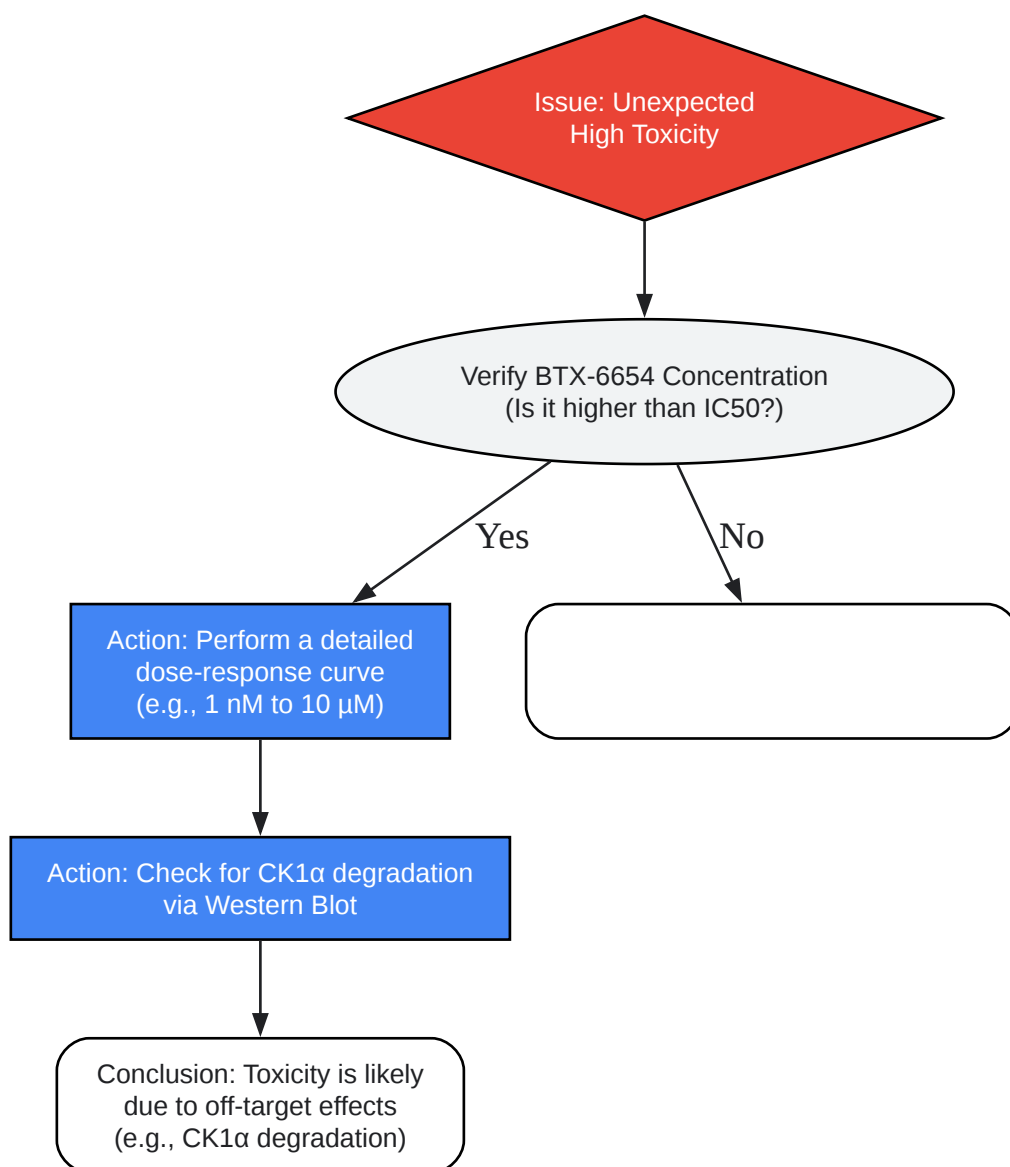 Issue: Unexpected
High Toxicity
Verify BTX-6654 Concentration
(Is it higher than IC50?)
Yes
No
Action: Perform a detailed
dose-response curve
(e.g., 1 nM to 10 µM)
Action: Check for CK1α degradation
via Western Blot
Conclusion: Toxicity is likely
due to off-target effects
(e.g., CK1α degradation)